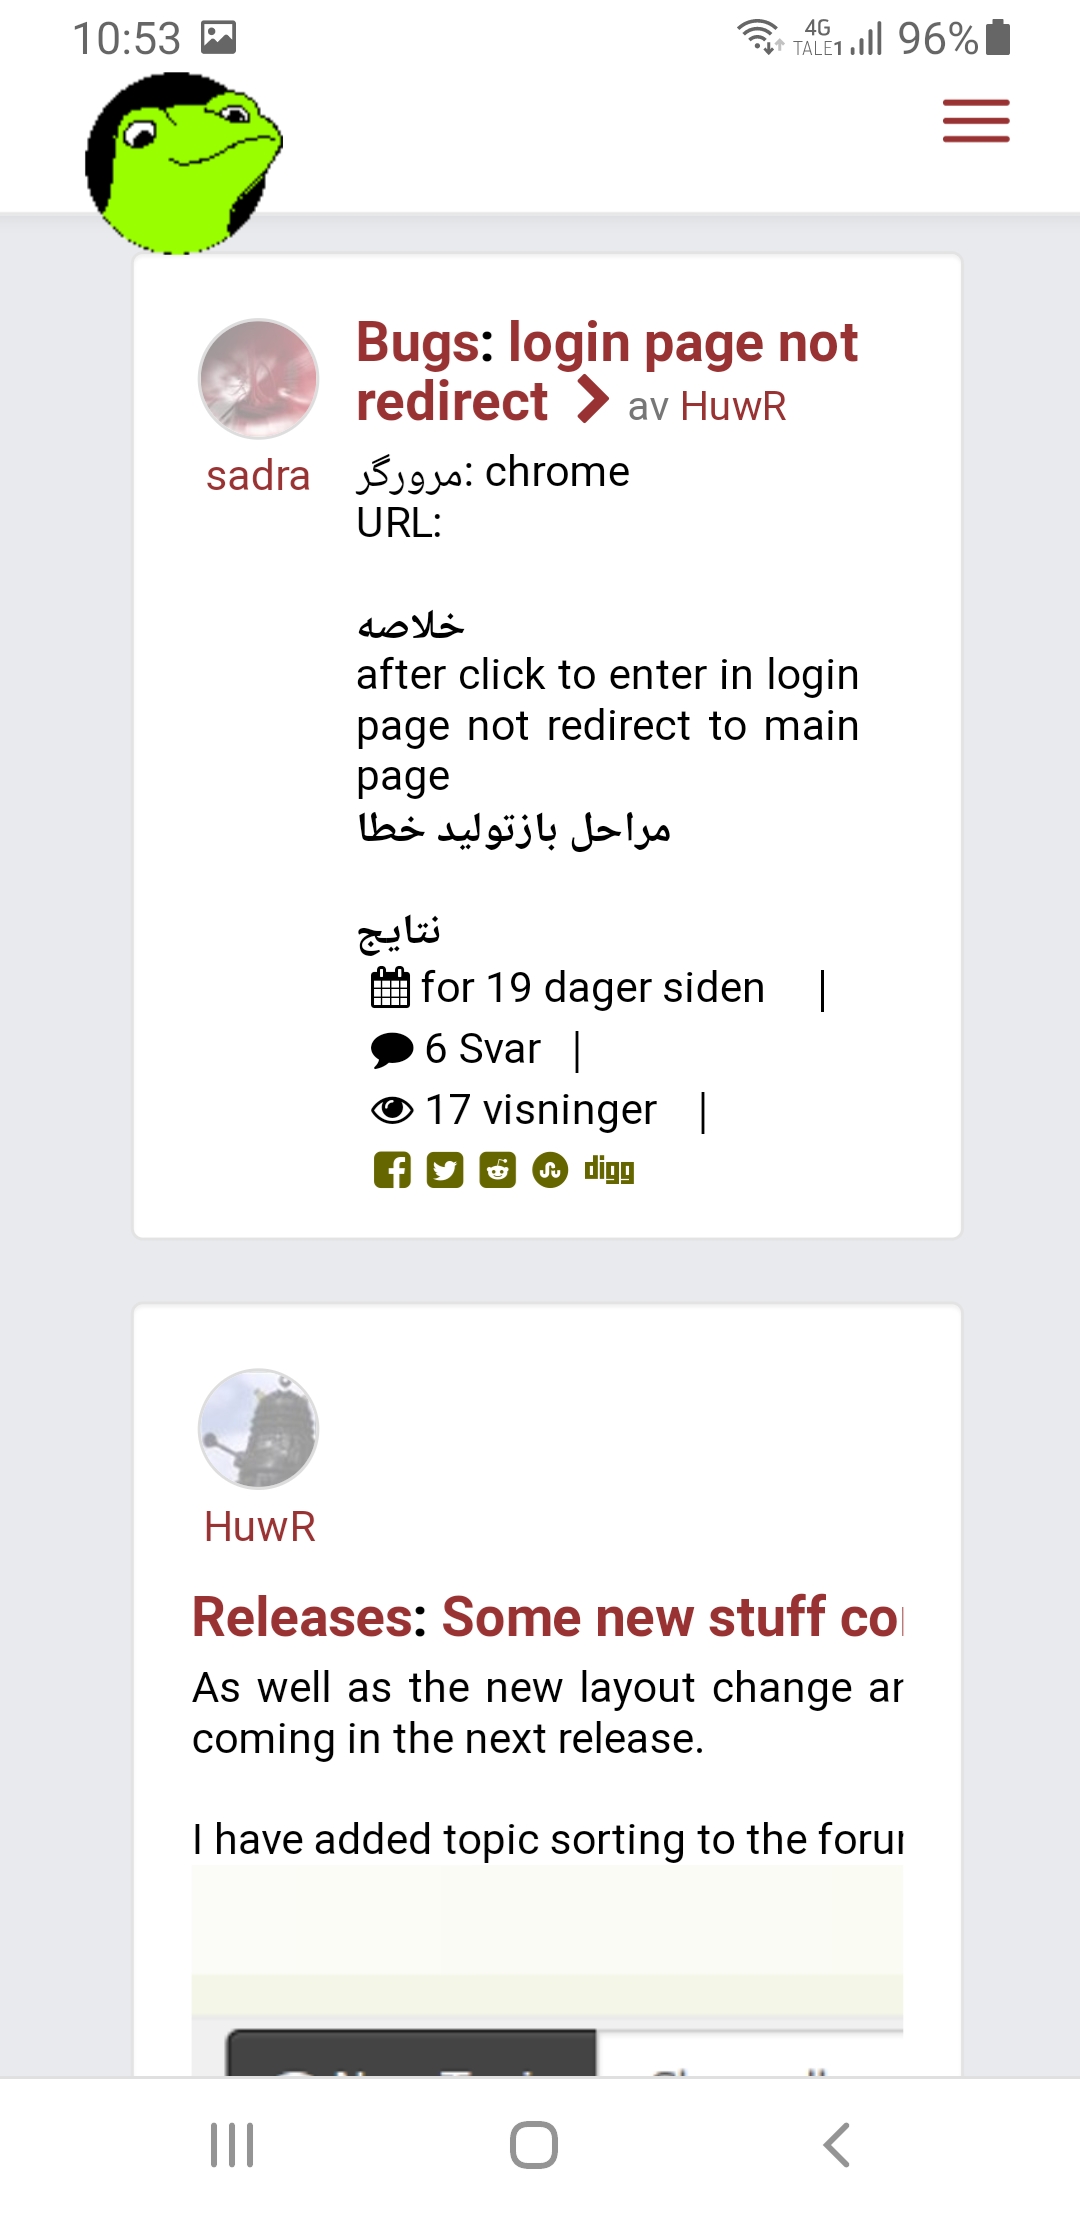 10:53 4G TALE1 96%
Bugs: login page not
redirect av HuwR
sadra
مرورگر: chrome
URL:
خلاصه
after click to enter in login
page not redirect to main
page
مراحل بازتولید خطا
نتایج
for 19 dager siden |
6 Svar |
17 visninger |
digg
HuwR
Releases: Some new stuff co
As well as the new layout change ar
coming in the next release.
I have added topic sorting to the forur